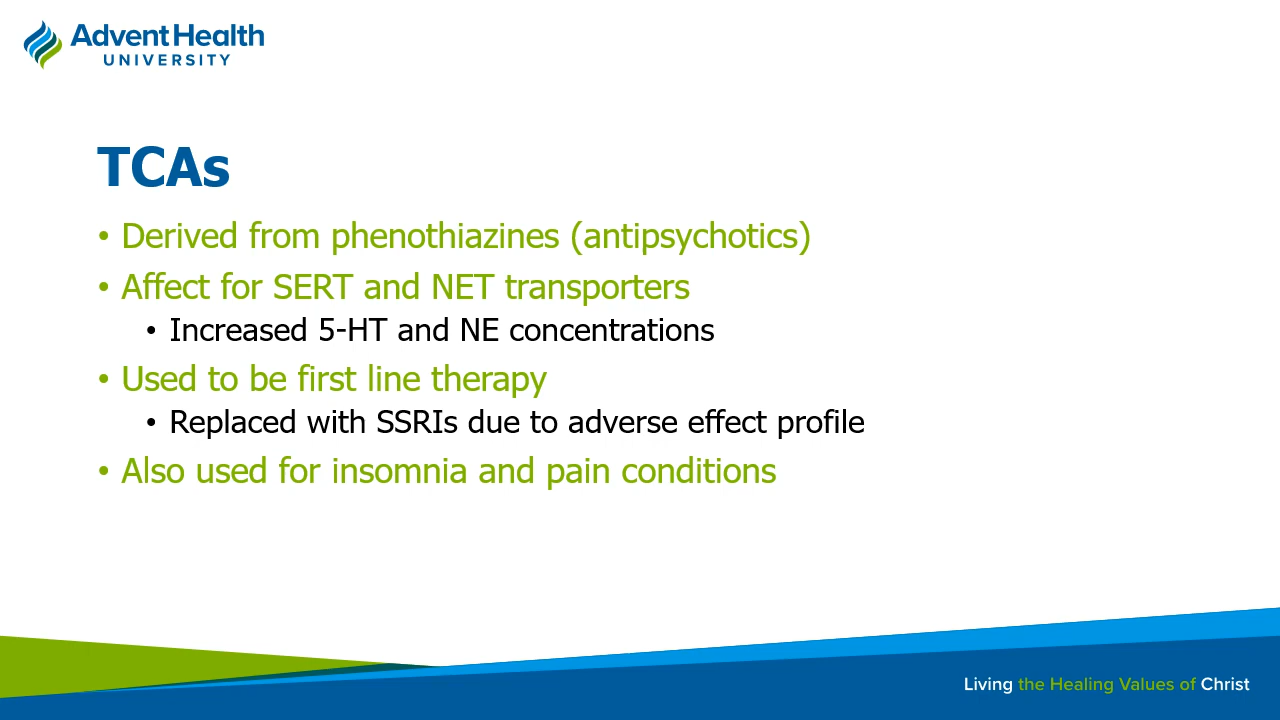 AdventHealth
UNIVERSITY
TCAs
• Derived from phenothiazines (antipsychotics)
• Affect for SERT and NET transporters
• Increased 5-HT and NE concentrations
• Used to be first line therapy
• Replaced with SSRIs due to adverse effect profile
• Also used for insomnia and pain conditions
Living the Healing Values of Christ